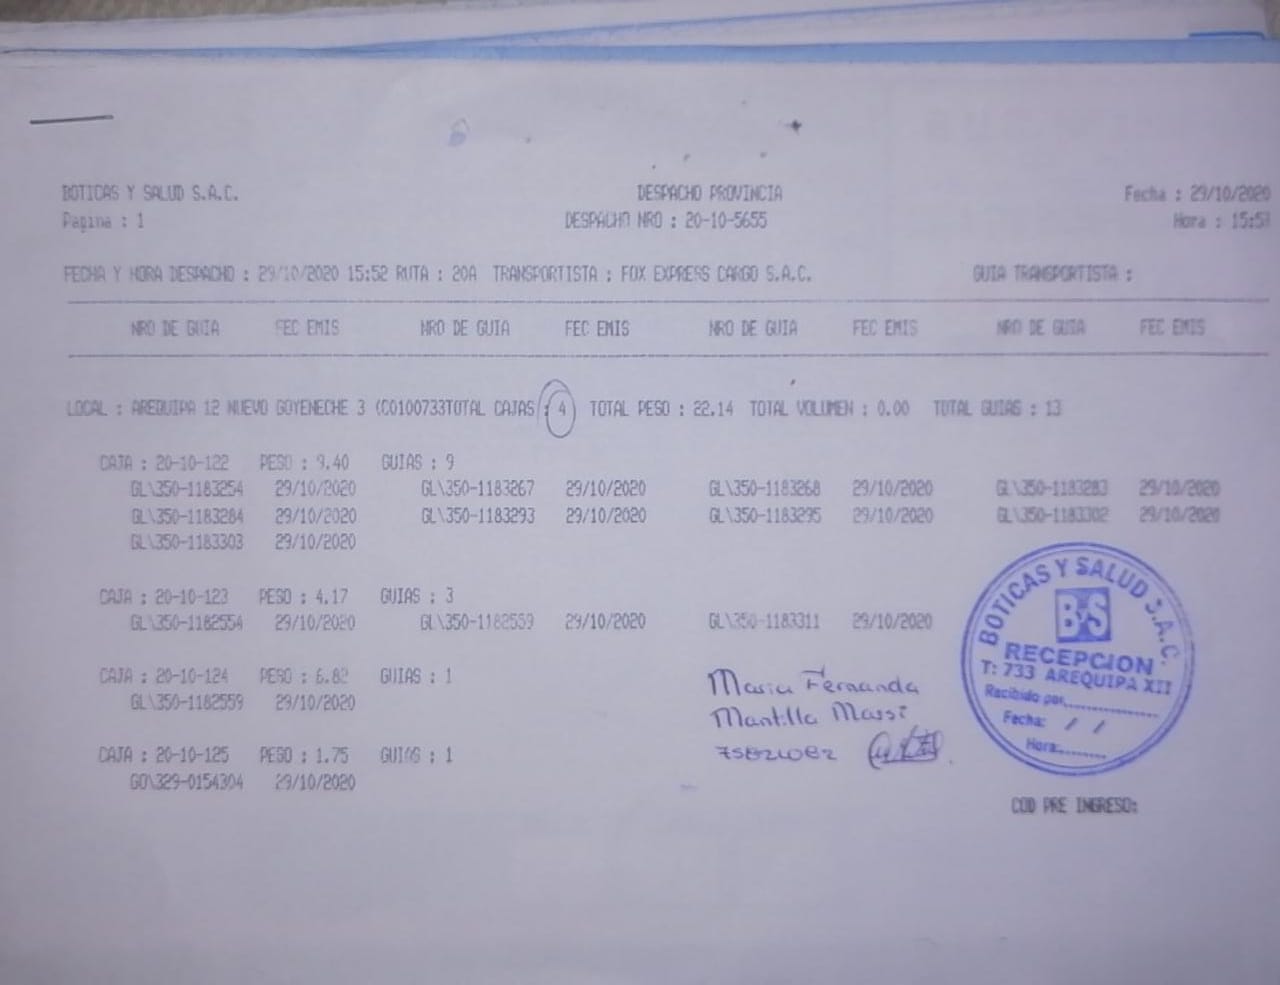 BOTICAS Y SALUD S.A.C. DESPACHO PROVINCIA Fecha : 29/10/2020
Pagina : 1 DESPACHO NRO : 20-10-5655 Hora :
FECHA Y HORA DESPACHO : 29/10/2020 15:52 RUTA : 20A TRANSPORTISTA : FOX EXPRESS CARGO S.A.C. GUIA TRANSPORTISTA :
NRO DE GUIA FEC EMIS NRO DE GUIA FEC EMIS NRO DE GUIA FEC EMIS NRO DE GUIA FEC EMIS
LOCAL : AREQUIPA 12 NUEVO GOYENECHE 3 (C0100733TOTAL CAJAS : 4 TOTAL PESO : 22.14 TOTAL VOLUMEN : 0.00 TOTAL GUIAS : 13
CAJA : 20-10-122 PESO : 9.40 GUIAS : 9
GL\350-1183254 29/10/2020 GL\350-1183267 29/10/2020 GL\350-1183268 29/10/2020 GL\350-1183283 29/10/2020
GL\350-1183284 29/10/2020 GL\350-1183293 29/10/2020 GL\350-1183295 29/10/2020 GL\350-1183302 29/10/2020
GL\350-1183303 29/10/2020
CAJA : 20-10-123 PESO : 4.17 GUIAS : 3
GL\350-1182554 29/10/2020 GL\350-1182559 29/10/2020 GL\350-1183311 29/10/2020
CAJA : 20-10-124 PESO : 6.82 GUIAS : 1
GL\350-1182559 29/10/2020
CAJA : 20-10-125 PESO : 1.75 GUIAS : 1
GO\329-0154304 29/10/2020
Maria Fernanda
Mantilla Massi
BOTICAS Y SALUD S.A.C.
B&S
RECEPCION
T: 733 AREQUIPA XII
Recibido por
Fecha: / /
Hora:
COD PRE INGRESO: